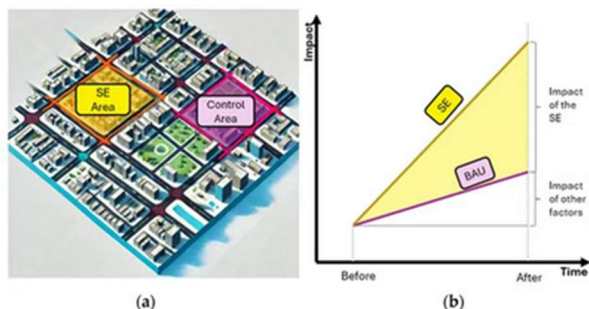 SE
Area
Control
Area
(a)
Impact
SE
BAU
Impact
of the
SE
Impact
of other
factors
Before
After
Time
(b)